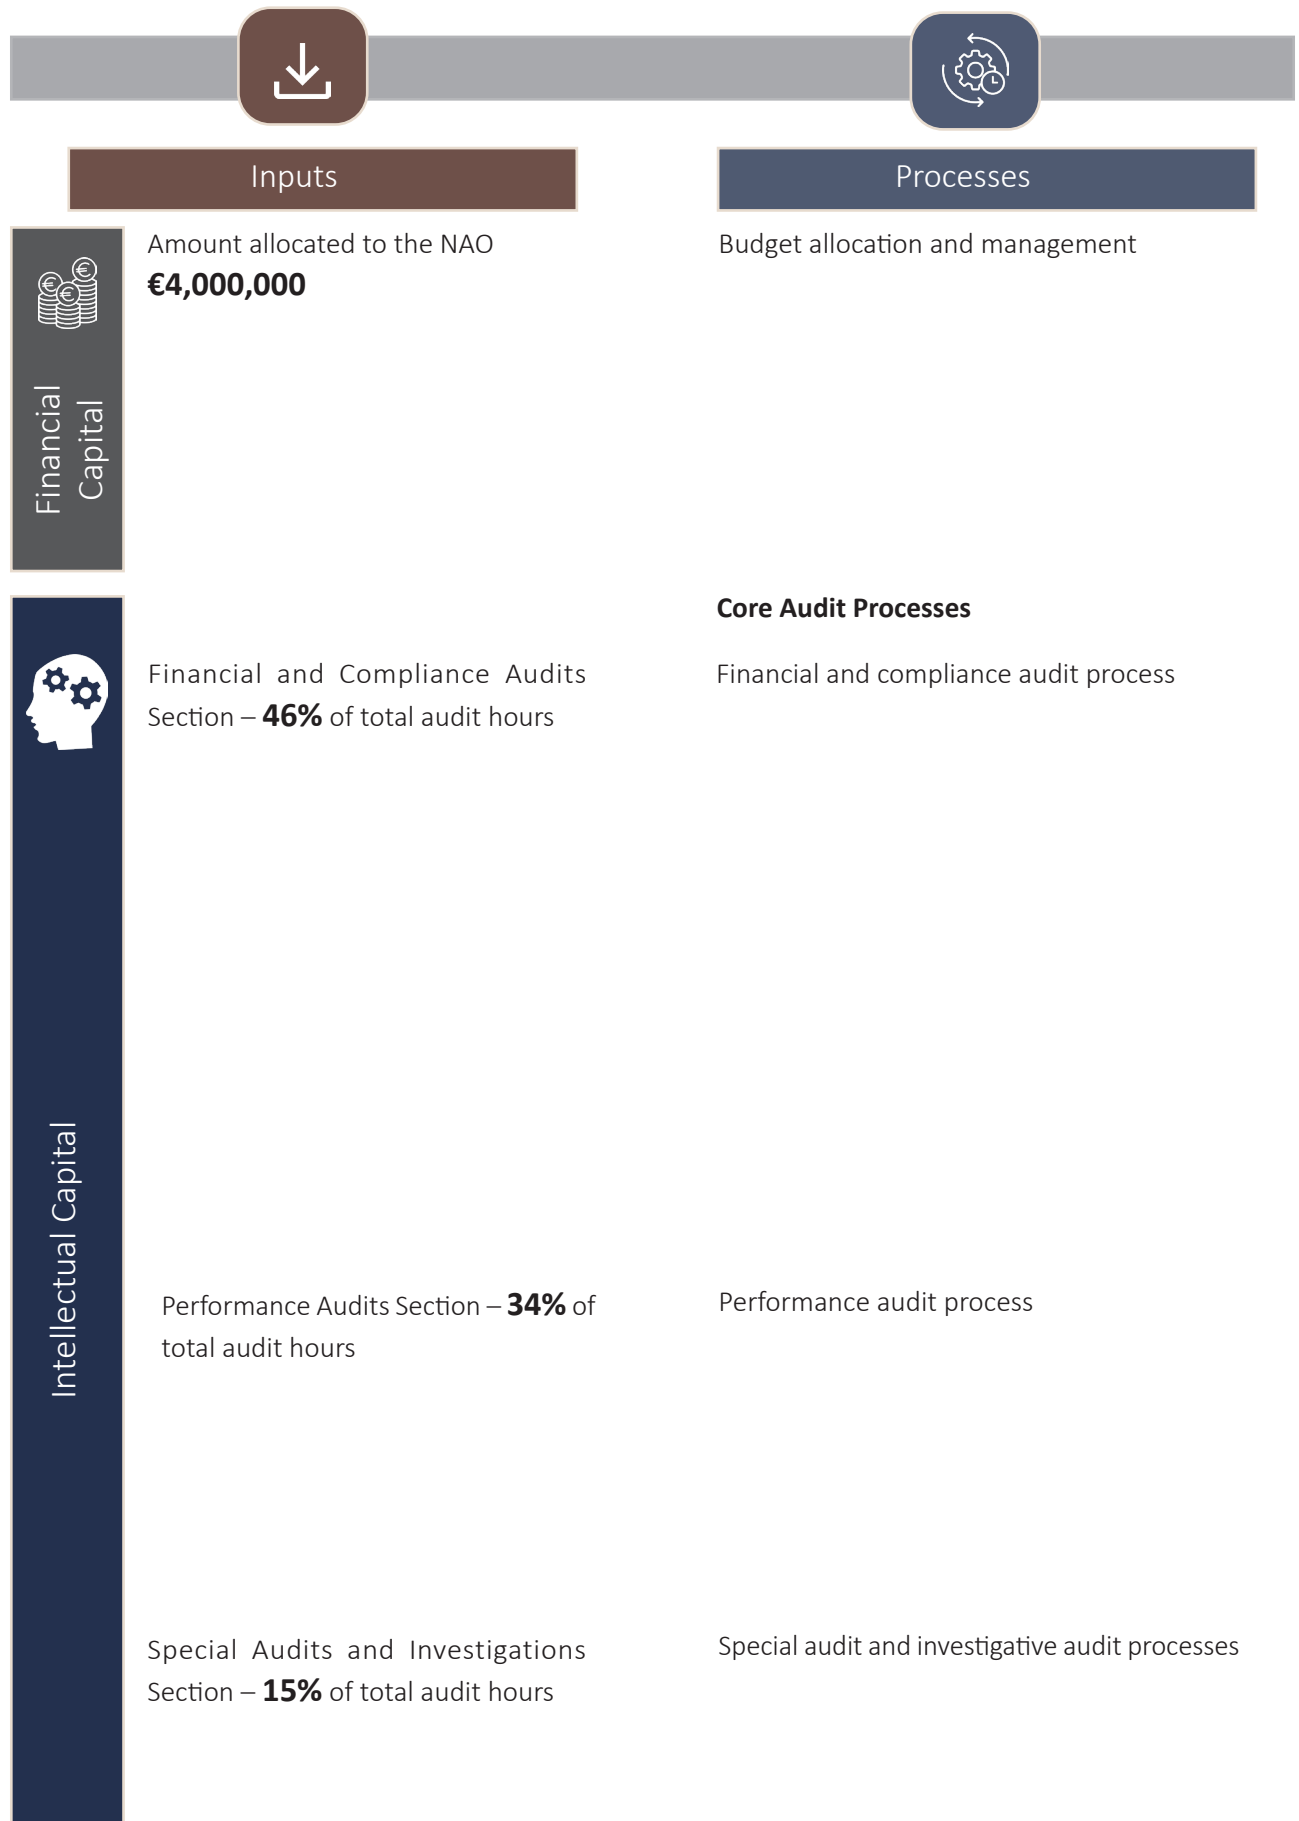 Inputs
Processes
Financial
Capital
Amount allocated to the NAO
€4,000,000
Budget allocation and management
Intellectual Capital
Core Audit Processes
Financial and Compliance Audits
Section – 46% of total audit hours
Financial and compliance audit process
Performance Audits Section – 34% of
total audit hours
Performance audit process
Special Audits and Investigations
Section – 15% of total audit hours
Special audit and investigative audit processes